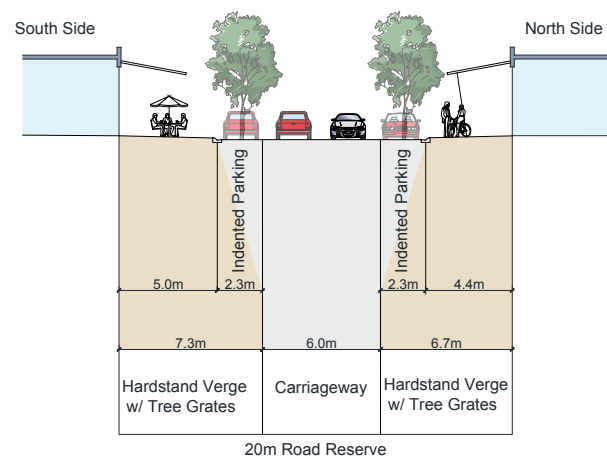 South Side
North Side
Indented Parking
Indented Parking
5.0m
2.3m
2.3m
4.4m
7.3m
6.0m
6.7m
Hardstand Verge
w/ Tree Grates
Carriageway
Hardstand Verge
w/ Tree Grates
20m Road Reserve